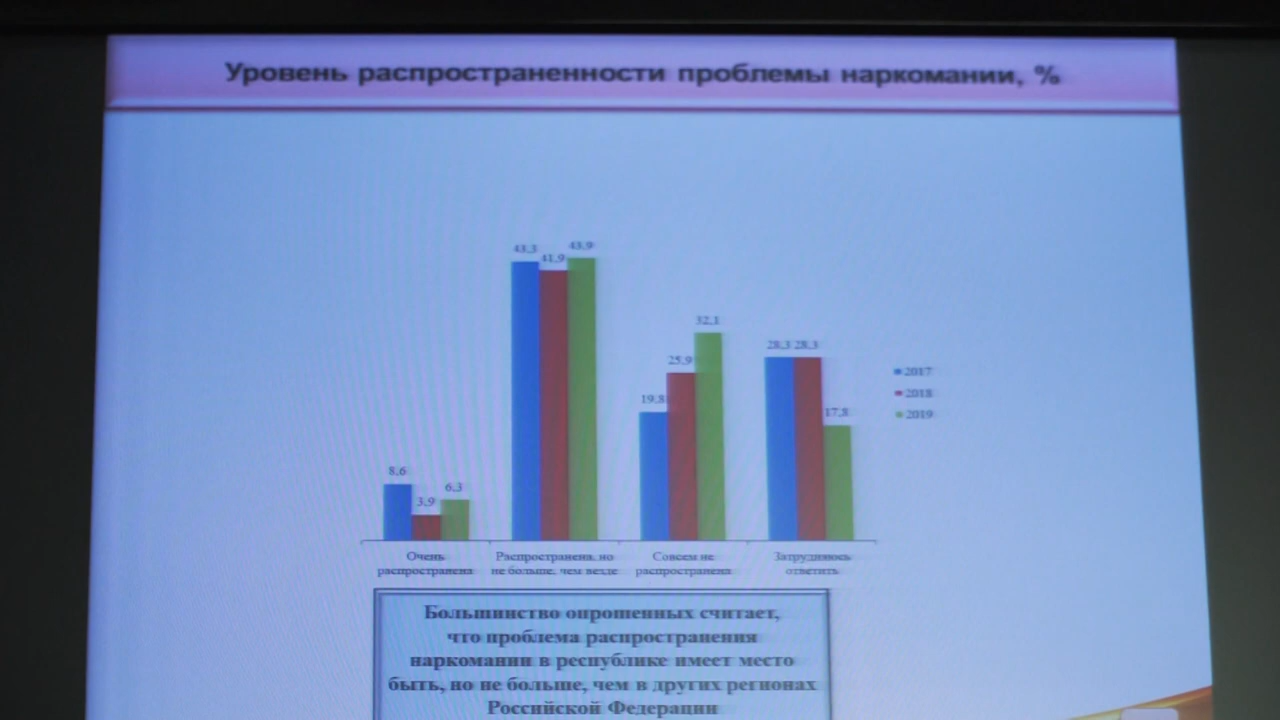 Уровень распространенности проблемы наркомании, %
43,3 41,9 43,9
32,1
25,9
19,8
28,3 28,3
17,8
8,6
3,9
6,3
2017
2018
2019
Очень
распространена
Распространена, но
не больше, чем везде
Совсем не
распространена
Затрудняюсь
ответить
Большинство опрошенных считает,
что проблема распространения
наркомании в республике имеет место
быть, но не больше, чем в других регионах
Российской Федерации